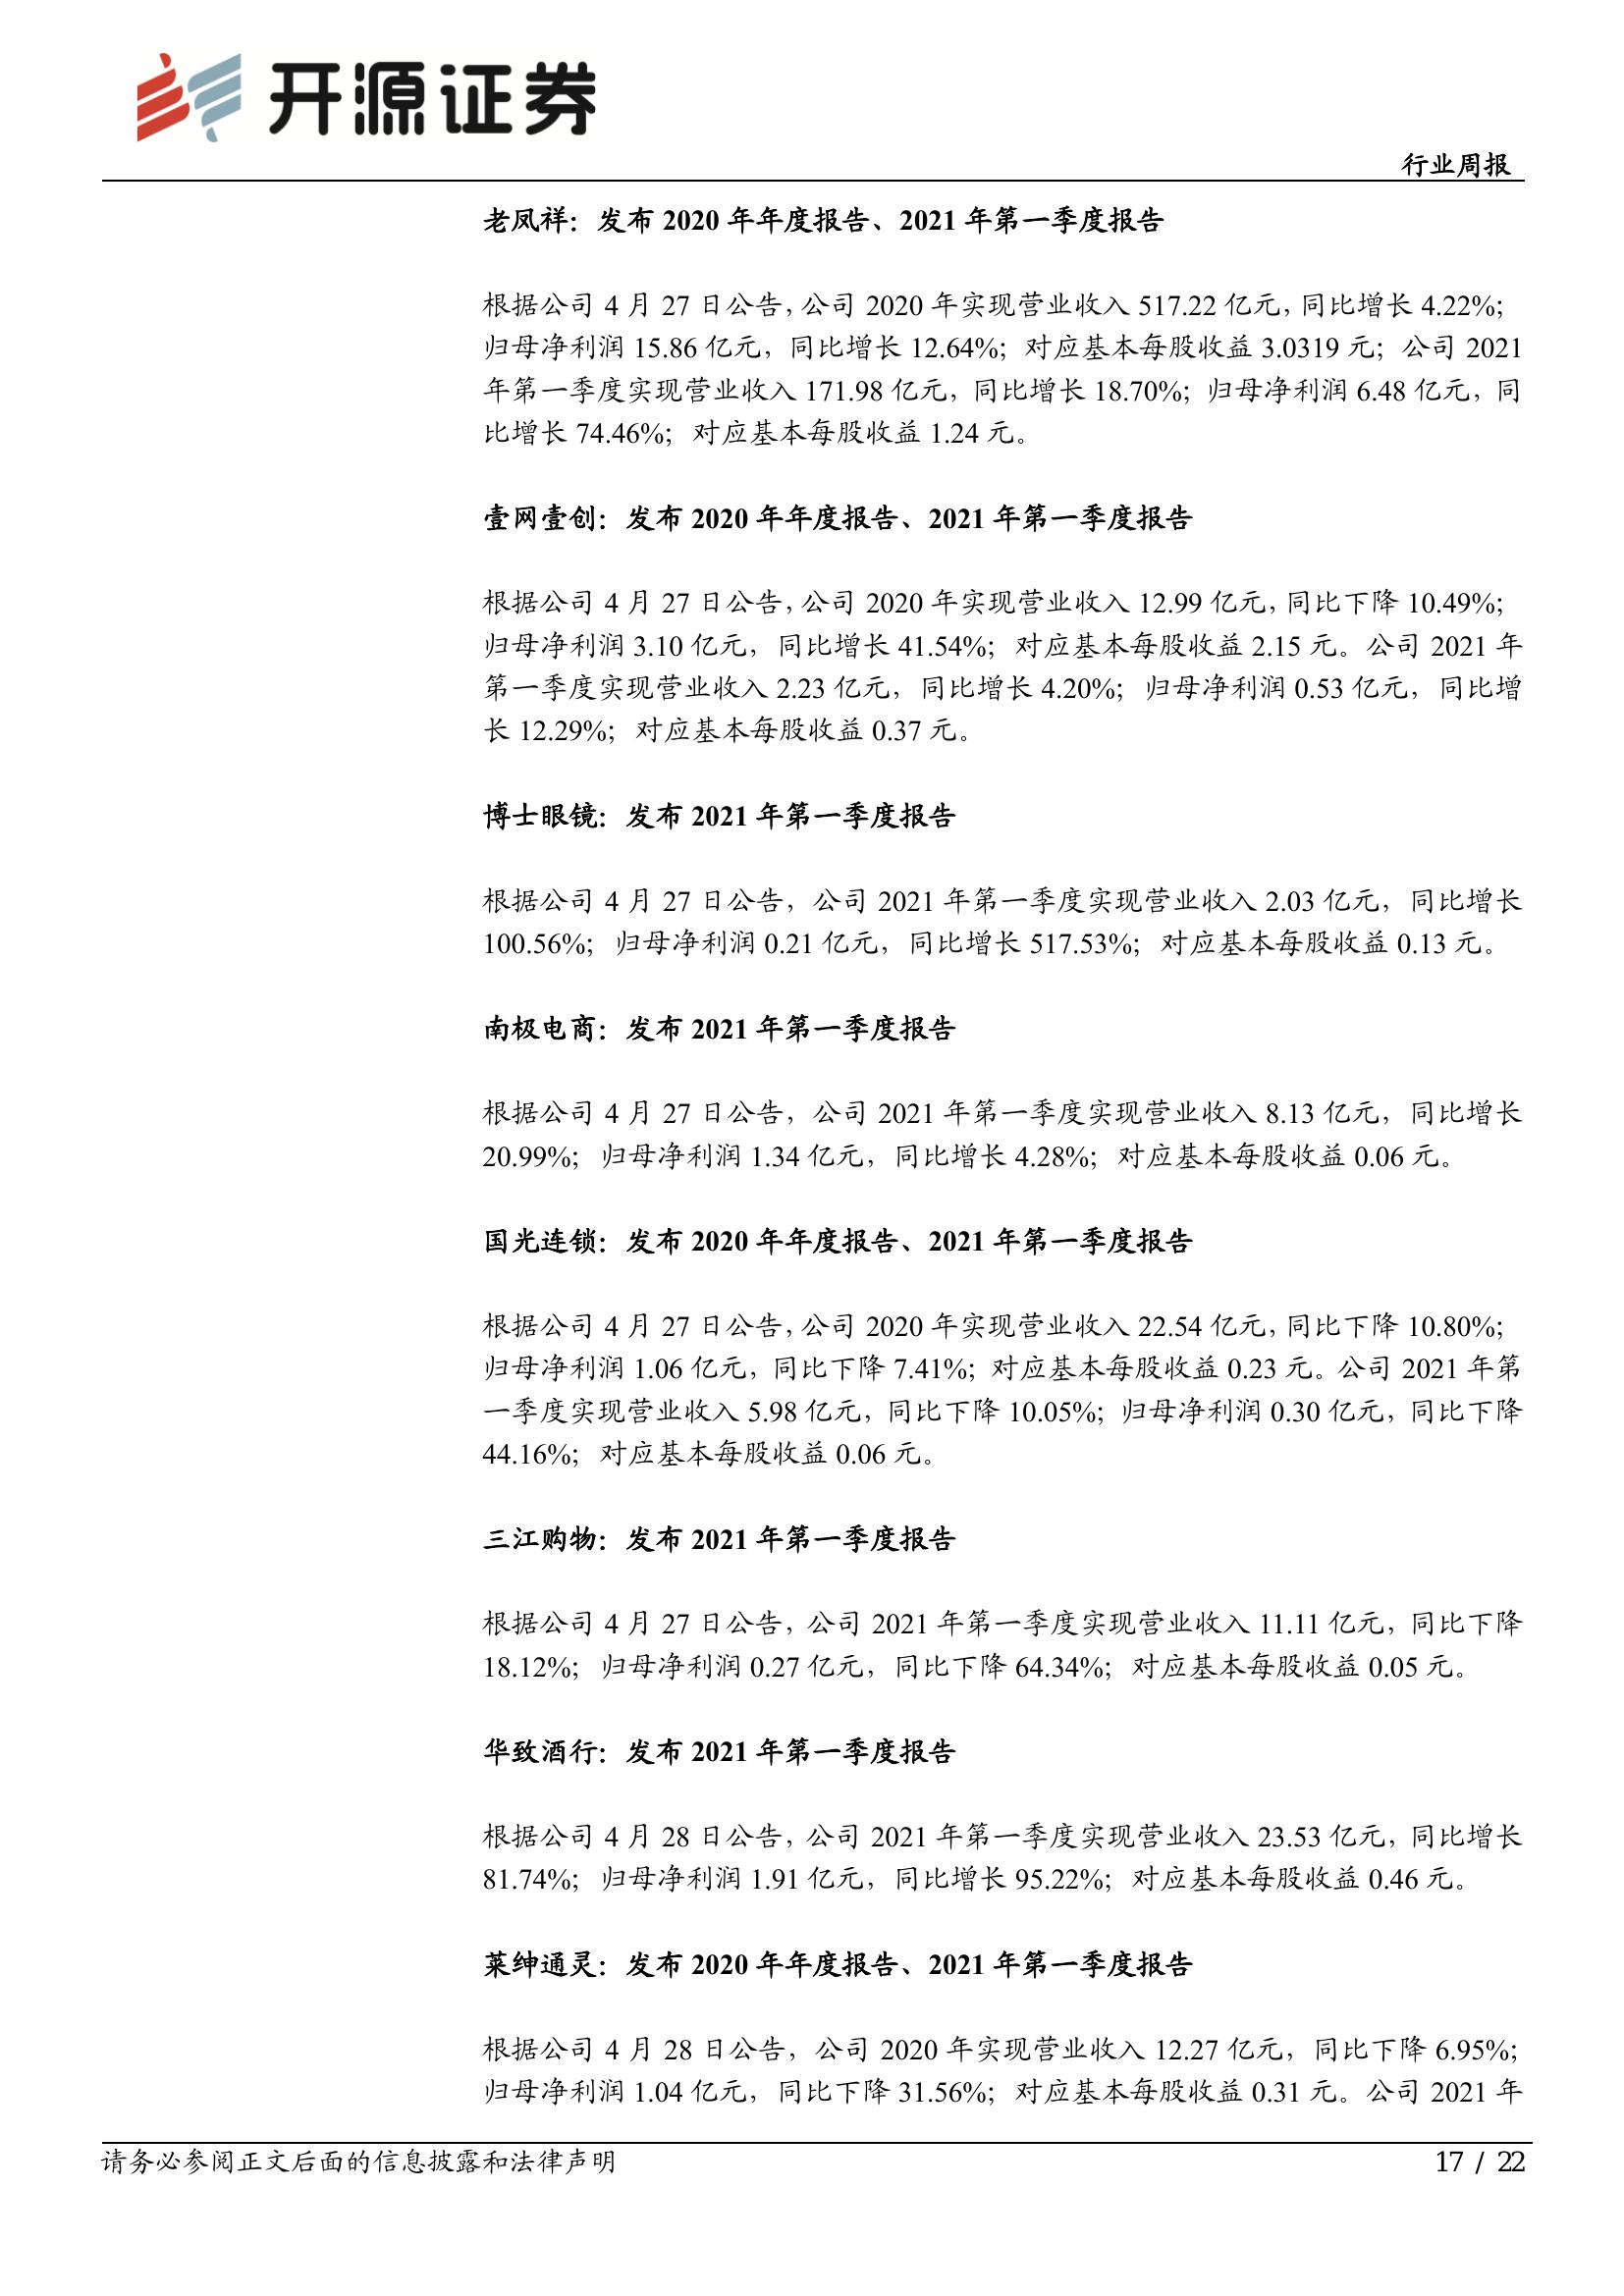 开源证券
行业周报
老凤祥：发布 2020 年年度报告、2021 年第一季度报告
根据公司 4 月 27 日公告，公司 2020 年实现营业收入 517.22 亿元，同比增长 4.22%；
归母净利润 15.86 亿元，同比增长 12.64%；对应基本每股收益 3.0319 元；公司 2021
年第一季度实现营业收入 171.98 亿元，同比增长 18.70%；归母净利润 6.48 亿元，同
比增长 74.46%；对应基本每股收益 1.24 元。
壹网壹创：发布 2020 年年度报告、2021 年第一季度报告
根据公司 4 月 27 日公告，公司 2020 年实现营业收入 12.99 亿元，同比下降 10.49%；
归母净利润 3.10 亿元，同比增长 41.54%；对应基本每股收益 2.15 元。公司 2021 年
第一季度实现营业收入 2.23 亿元，同比增长 4.20%；归母净利润 0.53 亿元，同比增
长 12.29%；对应基本每股收益 0.37 元。
博士眼镜：发布 2021 年第一季度报告
根据公司 4 月 27 日公告，公司 2021 年第一季度实现营业收入 2.03 亿元，同比增长
100.56%；归母净利润 0.21 亿元，同比增长 517.53%；对应基本每股收益 0.13 元。
南极电商：发布 2021 年第一季度报告
根据公司 4 月 27 日公告，公司 2021 年第一季度实现营业收入 8.13 亿元，同比增长
20.99%；归母净利润 1.34 亿元，同比增长 4.28%；对应基本每股收益 0.06 元。
国光连锁：发布 2020 年年度报告、2021 年第一季度报告
根据公司 4 月 27 日公告，公司 2020 年实现营业收入 22.54 亿元，同比下降 10.80%；
归母净利润 1.06 亿元，同比下降 7.41%；对应基本每股收益 0.23 元。公司 2021 年第
一季度实现营业收入 5.98 亿元，同比下降 10.05%；归母净利润 0.30 亿元，同比下降
44.16%；对应基本每股收益 0.06 元。
三江购物：发布 2021 年第一季度报告
根据公司 4 月 27 日公告，公司 2021 年第一季度实现营业收入 11.11 亿元，同比下降
18.12%；归母净利润 0.27 亿元，同比下降 64.34%；对应基本每股收益 0.05 元。
华致酒行：发布 2021 年第一季度报告
根据公司 4 月 28 日公告，公司 2021 年第一季度实现营业收入 23.53 亿元，同比增长
81.74%；归母净利润 1.91 亿元，同比增长 95.22%；对应基本每股收益 0.46 元。
莱绅通灵：发布 2020 年年度报告、2021 年第一季度报告
根据公司 4 月 28 日公告，公司 2020 年实现营业收入 12.27 亿元，同比下降 6.95%；
归母净利润 1.04 亿元，同比下降 31.56%；对应基本每股收益 0.31 元。公司 2021 年
请务必参阅正文后面的信息披露和法律声明
17 / 22